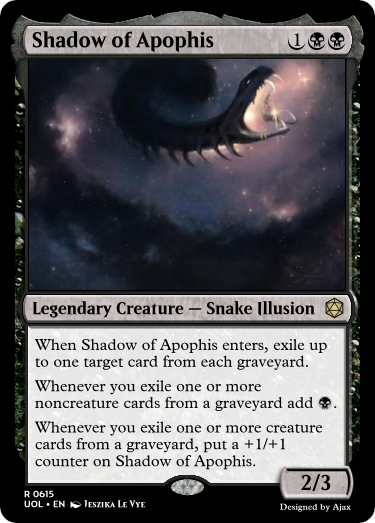 Shadow of Apophis 1
Legendary Creature — Snake Illusion
When Shadow of Apophis enters, exile up
to one target card from each graveyard.
Whenever you exile one or more
noncreature cards from a graveyard add .
Whenever you exile one or more creature
cards from a graveyard, put a +1/+1
counter on Shadow of Apophis.
2/3
R 0615
UOL • EN Jeszika Le Vye
Designed by Ajax